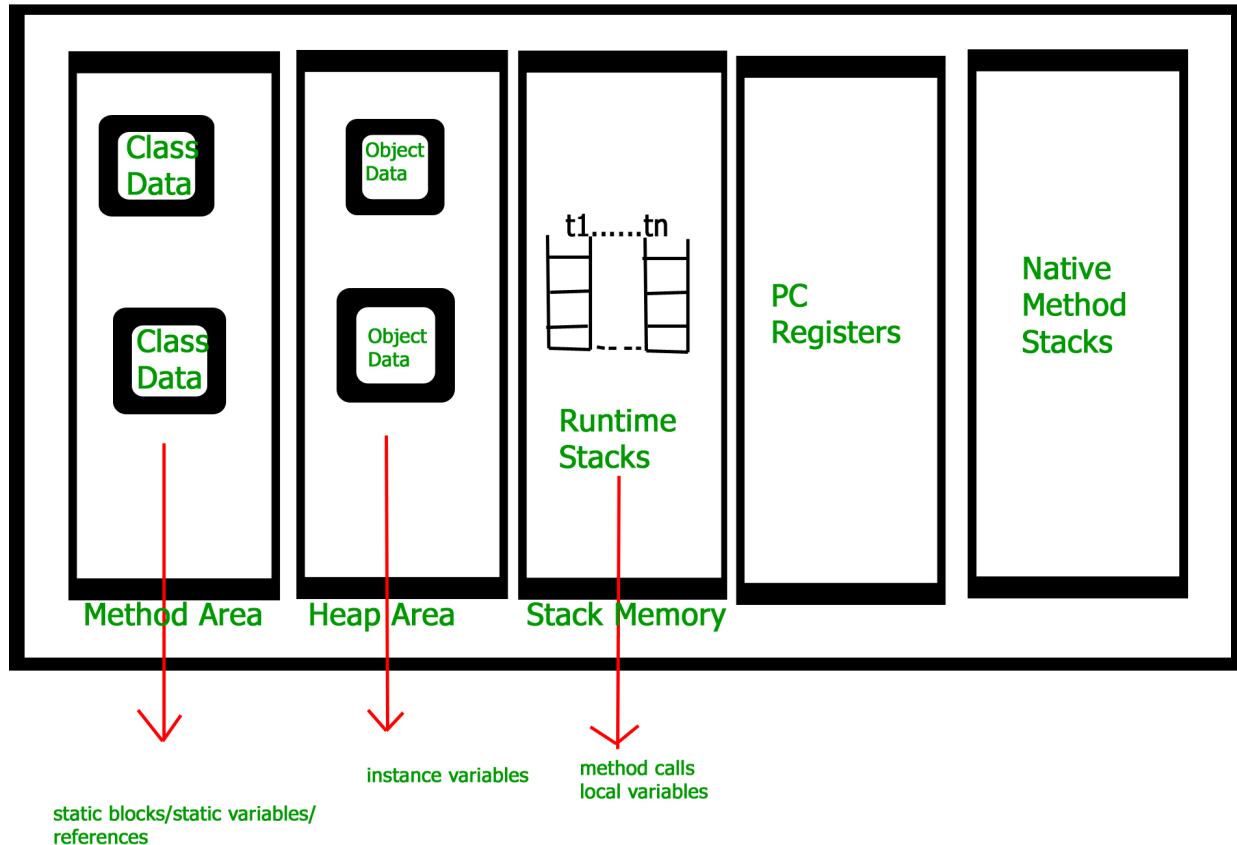 Class
Data
Class
Data
Method Area
Object
Data
Object
Data
Heap Area
t1......tn
Runtime
Stacks
Stack Memory
PC
Registers
Native
Method
Stacks
static blocks/static variables/
references
instance variables
method calls
local variables